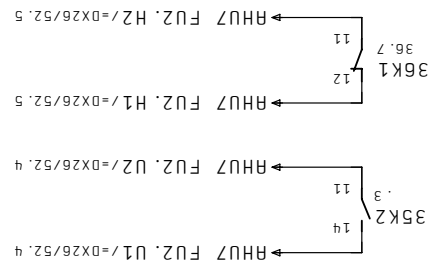 AHU7 FU2.U1/=DX26/52.4
14
35K2
.3
11
AHU7 FU2.U2/=DX26/52.4
AHU7 FU2.H1/=DX26/52.5
12
36K1
36.7
11
AHU7 FU2.H2/=DX26/52.5